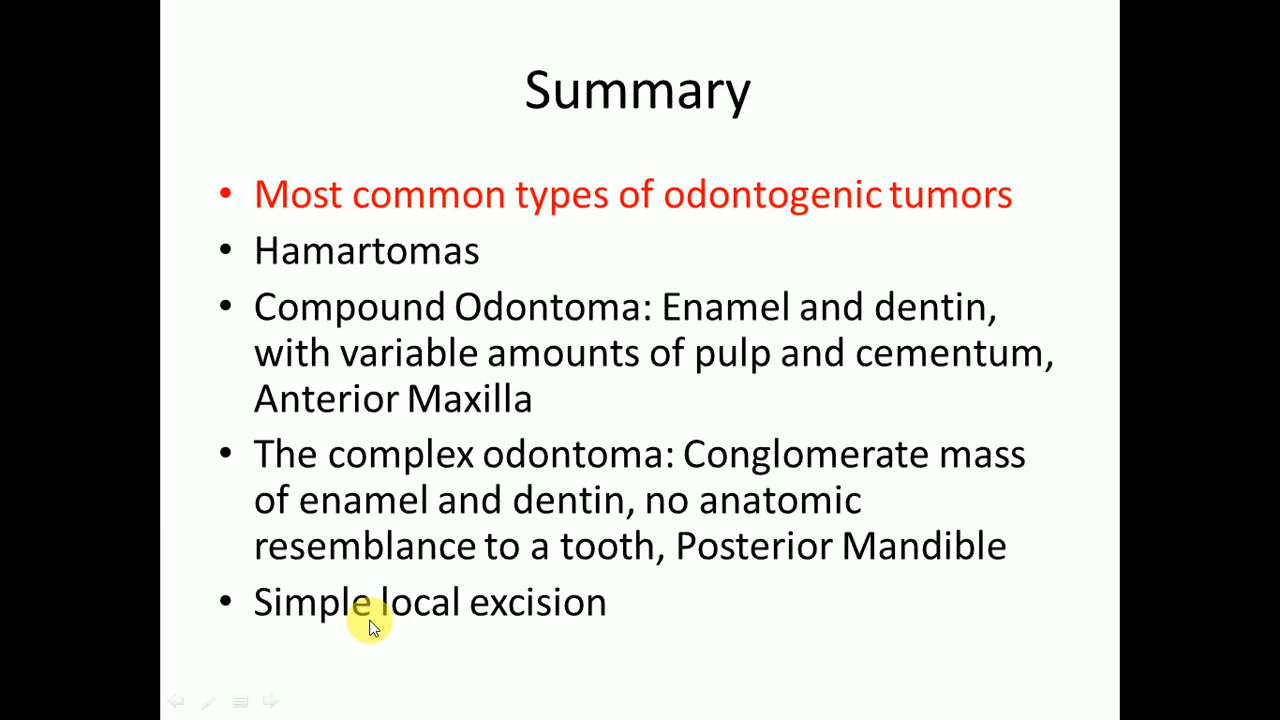 Summary
• Most common types of odontogenic tumors
• Hamartomas
• Compound Odontoma: Enamel and dentin,
with variable amounts of pulp and cementum,
Anterior Maxilla
• The complex odontoma: Conglomerate mass
of enamel and dentin, no anatomic
resemblance to a tooth, Posterior Mandible
• Simple local excision